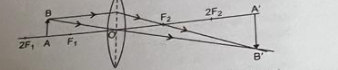 B F₂ 2F₂ A'
2F₁ A F₁ O
B'